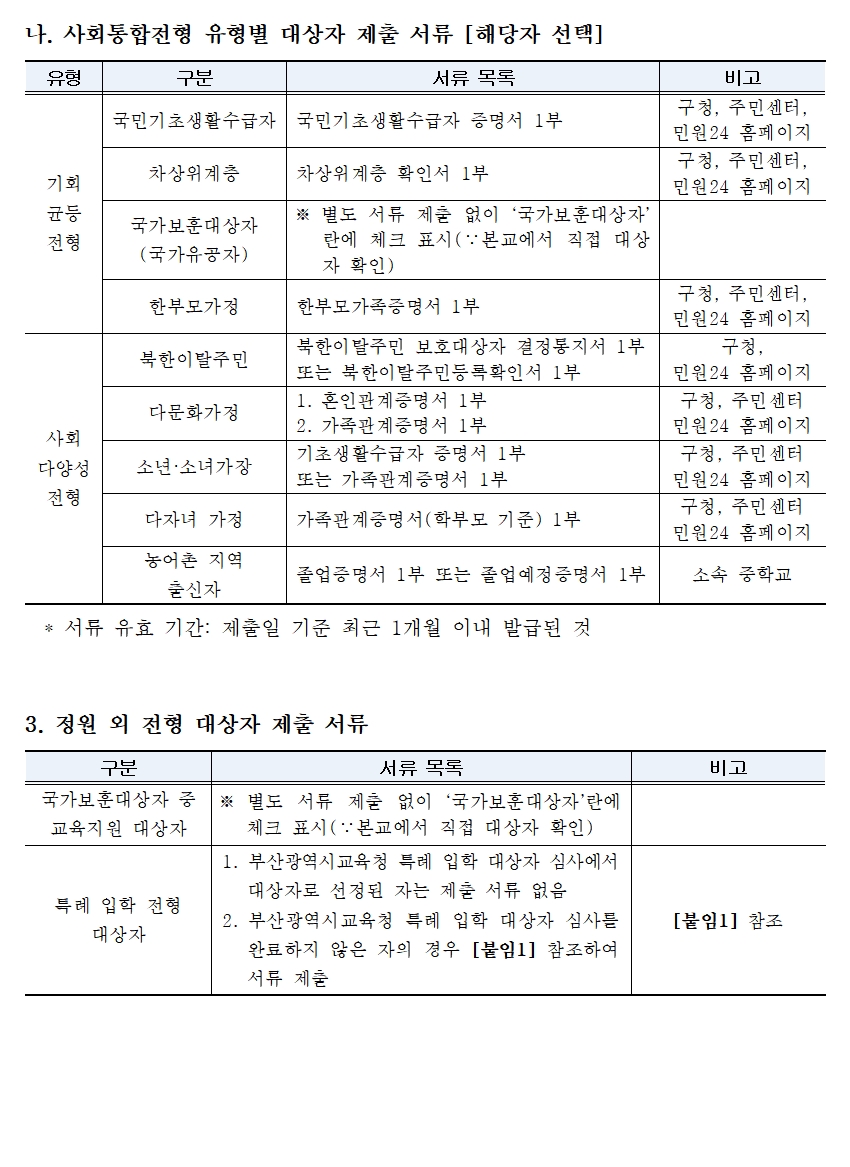 나. 사회통합전형 유형별 대상자 제출 서류 [해당자 선택]
유형 구분 서류 목록 비고
기회
균등
전형
국민기초생활수급자 국민기초생활수급자 증명서 1부 구청, 주민센터,
민원24 홈페이지
차상위계층 차상위계층 확인서 1부 구청, 주민센터,
민원24 홈페이지
국가보훈대상자
(국가유공자)
※ 별도 서류 제출 없이 ‘국가보훈대상자’
란에 체크 표시(∵본교에서 직접 대상
자 확인)
한부모가정 한부모가족증명서 1부 구청, 주민센터,
민원24 홈페이지
사회
다양성
전형
북한이탈주민 북한이탈주민 보호대상자 결정통지서 1부
또는 북한이탈주민등록확인서 1부
구청,
민원24 홈페이지
다문화가정 1. 혼인관계증명서 1부
2. 가족관계증명서 1부
구청, 주민센터
민원24 홈페이지
소년·소녀가장 기초생활수급자 증명서 1부
또는 가족관계증명서 1부
구청, 주민센터
민원24 홈페이지
다자녀 가정 가족관계증명서(학부모 기준) 1부 구청, 주민센터
민원24 홈페이지
농어촌 지역
출신자
졸업증명서 1부 또는 졸업예정증명서 1부 소속 중학교
* 서류 유효 기간: 제출일 기준 최근 1개월 이내 발급된 것
3. 정원 외 전형 대상자 제출 서류
구분 서류 목록 비고
국가보훈대상자 중
교육지원 대상자
※ 별도 서류 제출 없이 ‘국가보훈대상자’란에
체크 표시(∵본교에서 직접 대상자 확인)
특례 입학 전형
대상자
1. 부산광역시교육청 특례 입학 대상자 심사에서
대상자로 선정된 자는 제출 서류 없음
2. 부산광역시교육청 특례 입학 대상자 심사를
완료하지 않은 자의 경우 [붙임1] 참조하여
서류 제출
[붙임1] 참조